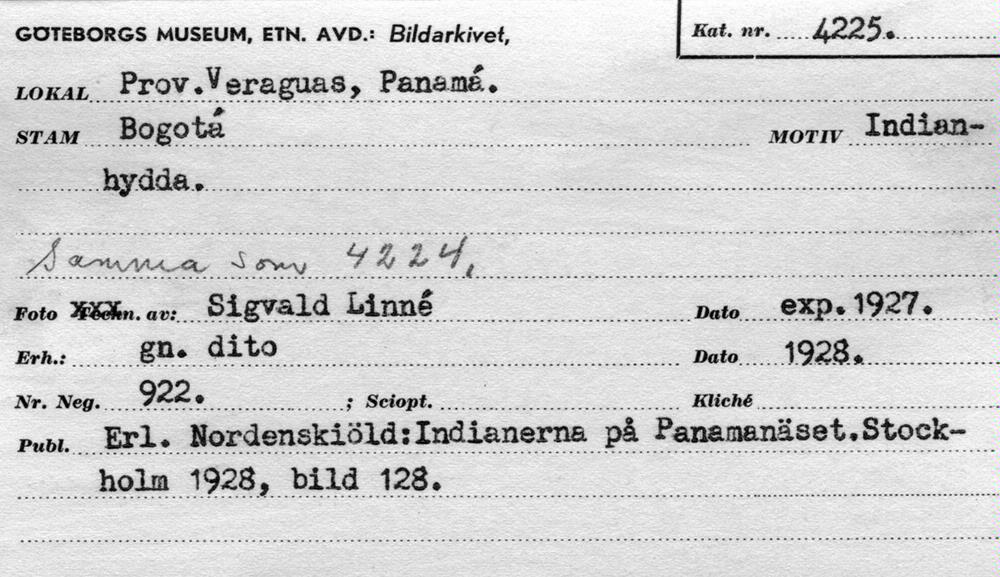 GÖTEBORGS MUSEUM, ETN. AVD.: Bildarkivet, Kat. nr. 4225.
LOKAL Prov.Veraguas, Panamá.
STAM Bogotá MOTIV Indian-
hydda.
Samma som 4224,
Foto Techn. av: Sigvald Linné Dato exp.1927.
Erh.: gn. dito Dato 1928.
Nr. Neg. 922. ; Sciopt. Kliché
Publ. Erl. Nordenskiöld:Indianerna på Panamanäset.Stock-
holm 1928, bild 128.